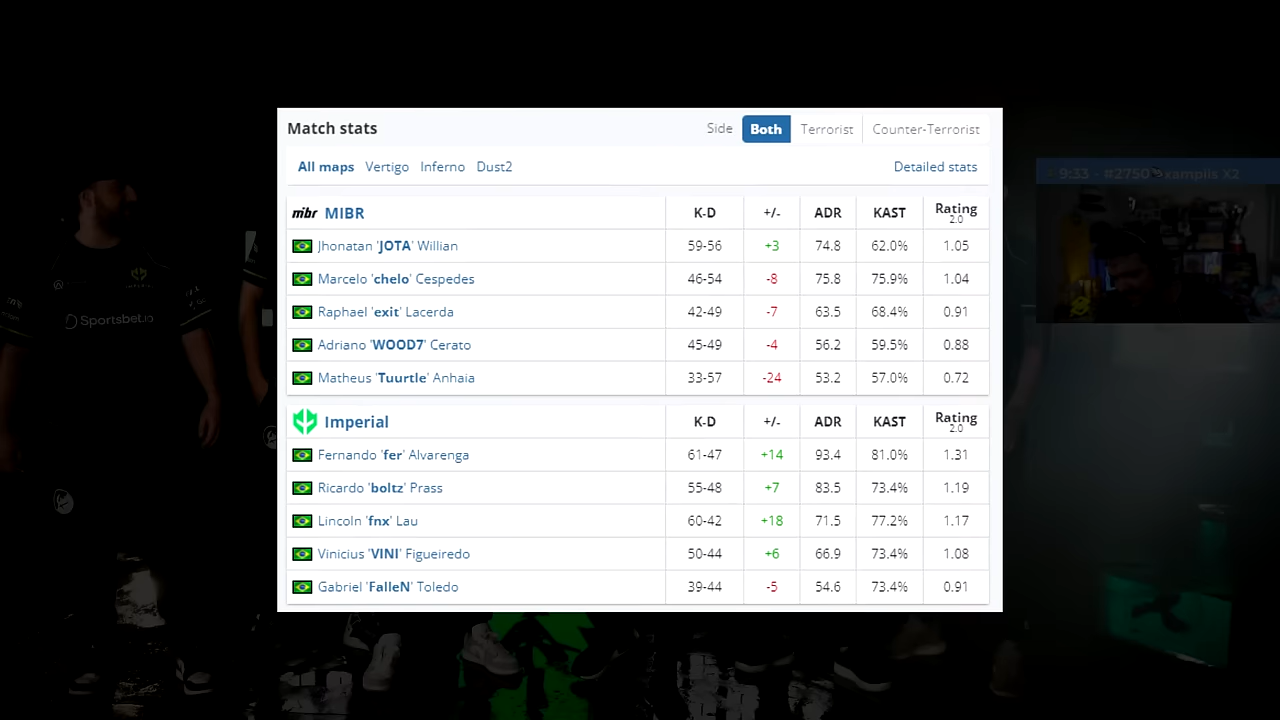 Match stats
Side Both Terrorist Counter-Terrorist
All maps Vertigo Inferno Dust2 Detailed stats
mibr MIBR K-D +/- ADR KAST Rating 2.0
Jhonatan 'JOTA' Willian 59-56 +3 74.8 62.0% 1.05
Marcelo 'chelo' Cespedes 46-54 -8 75.8 75.9% 1.04
Raphael 'exit' Lacerda 42-49 -7 63.5 68.4% 0.91
Adriano 'WOOD7' Cerato 45-49 -4 56.2 59.5% 0.88
Matheus 'Tuurtle' Anhaia 33-57 -24 53.2 57.0% 0.72
Imperial K-D +/- ADR KAST Rating 2.0
Fernando 'fer' Alvarenga 61-47 +14 93.4 81.0% 1.31
Ricardo 'boltz' Prass 55-48 +7 83.5 73.4% 1.19
Lincoln 'fnx' Lau 60-42 +18 71.5 77.2% 1.17
Vinicius 'VINI' Figueiredo 50-44 +6 66.9 73.4% 1.08
Gabriel 'FalleN' Toledo 39-44 -5 54.6 73.4% 0.91
9:33 - #2750 X2
Sportsbet.io